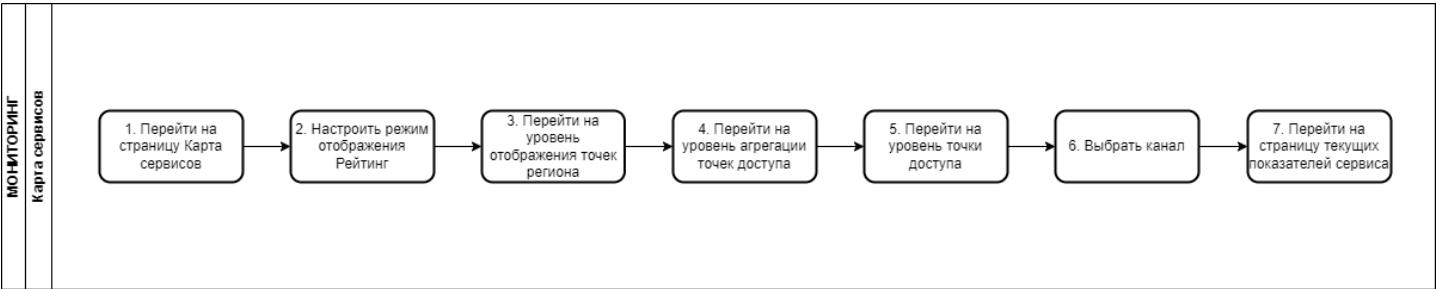 МОНИТОРИНГ
Карта сервисов
1. Перейти на
страницу Карта
сервисов
2. Настроить режим
отображения
Рейтинг
3. Перейти на
уровень
отображения точек
региона
4. Перейти на
уровень агрегации
точек доступа
5. Перейти на
уровень точки
доступа
6. Выбрать канал
7. Перейти на
страницу текущих
показателей сервиса